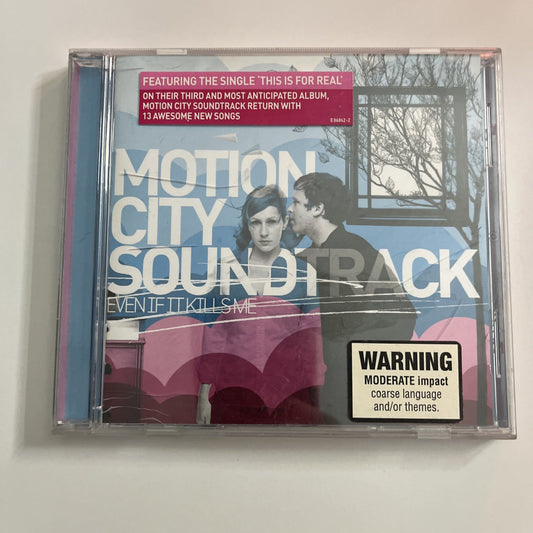 FEATURING THE SINGLE 'THIS IS FOR REAL'
ON THEIR THIRD AND MOST ANTICIPATED ALBUM,
MOTION CITY SOUNDTRACK RETURN WITH
13 AWESOME NEW SONGS
E86842-2
MOTION
CITY
SOUNDTRACK
EVEN IF IT KILLS ME
WARNING
MODERATE impact
coarse language
and/or themes.